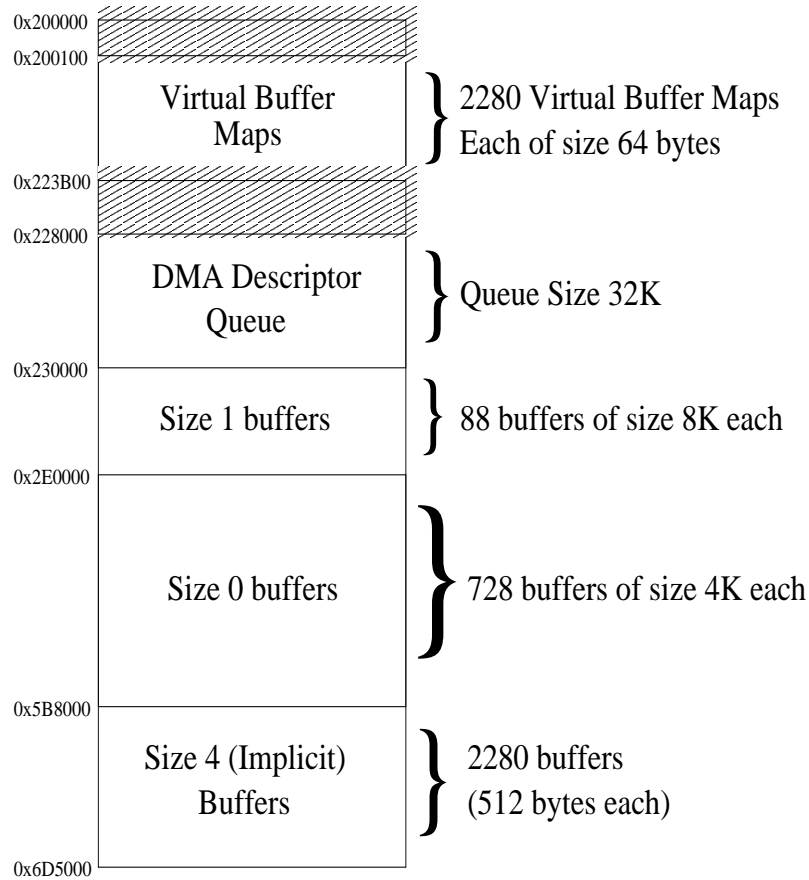 0x200000
0x200100
Virtual Buffer
Maps
2280 Virtual Buffer Maps
Each of size 64 bytes
0x223B00
0x228000
DMA Descriptor
Queue
Queue Size 32K
0x230000
Size 1 buffers
88 buffers of size 8K each
0x2E0000
Size 0 buffers
728 buffers of size 4K each
0x5B8000
Size 4 (Implicit)
Buffers
2280 buffers
(512 bytes each)
0x6D5000